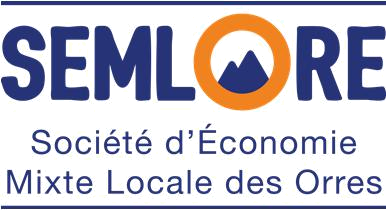 SEMLORE
Société d'Économie
Mixte Locale des Orres